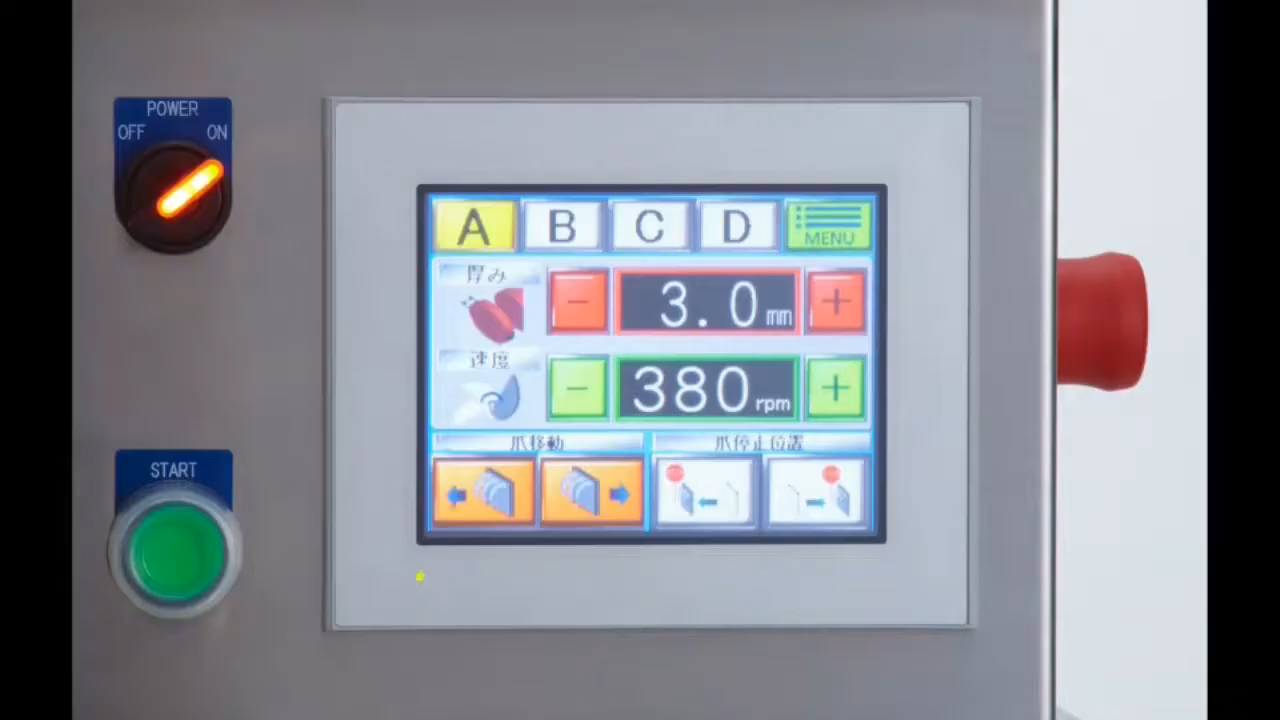 POWER
OFF ON
A B C D MENU
厚み
- 3.0mm +
速度
- 380rpm +
爪移動 爪停止位置
START